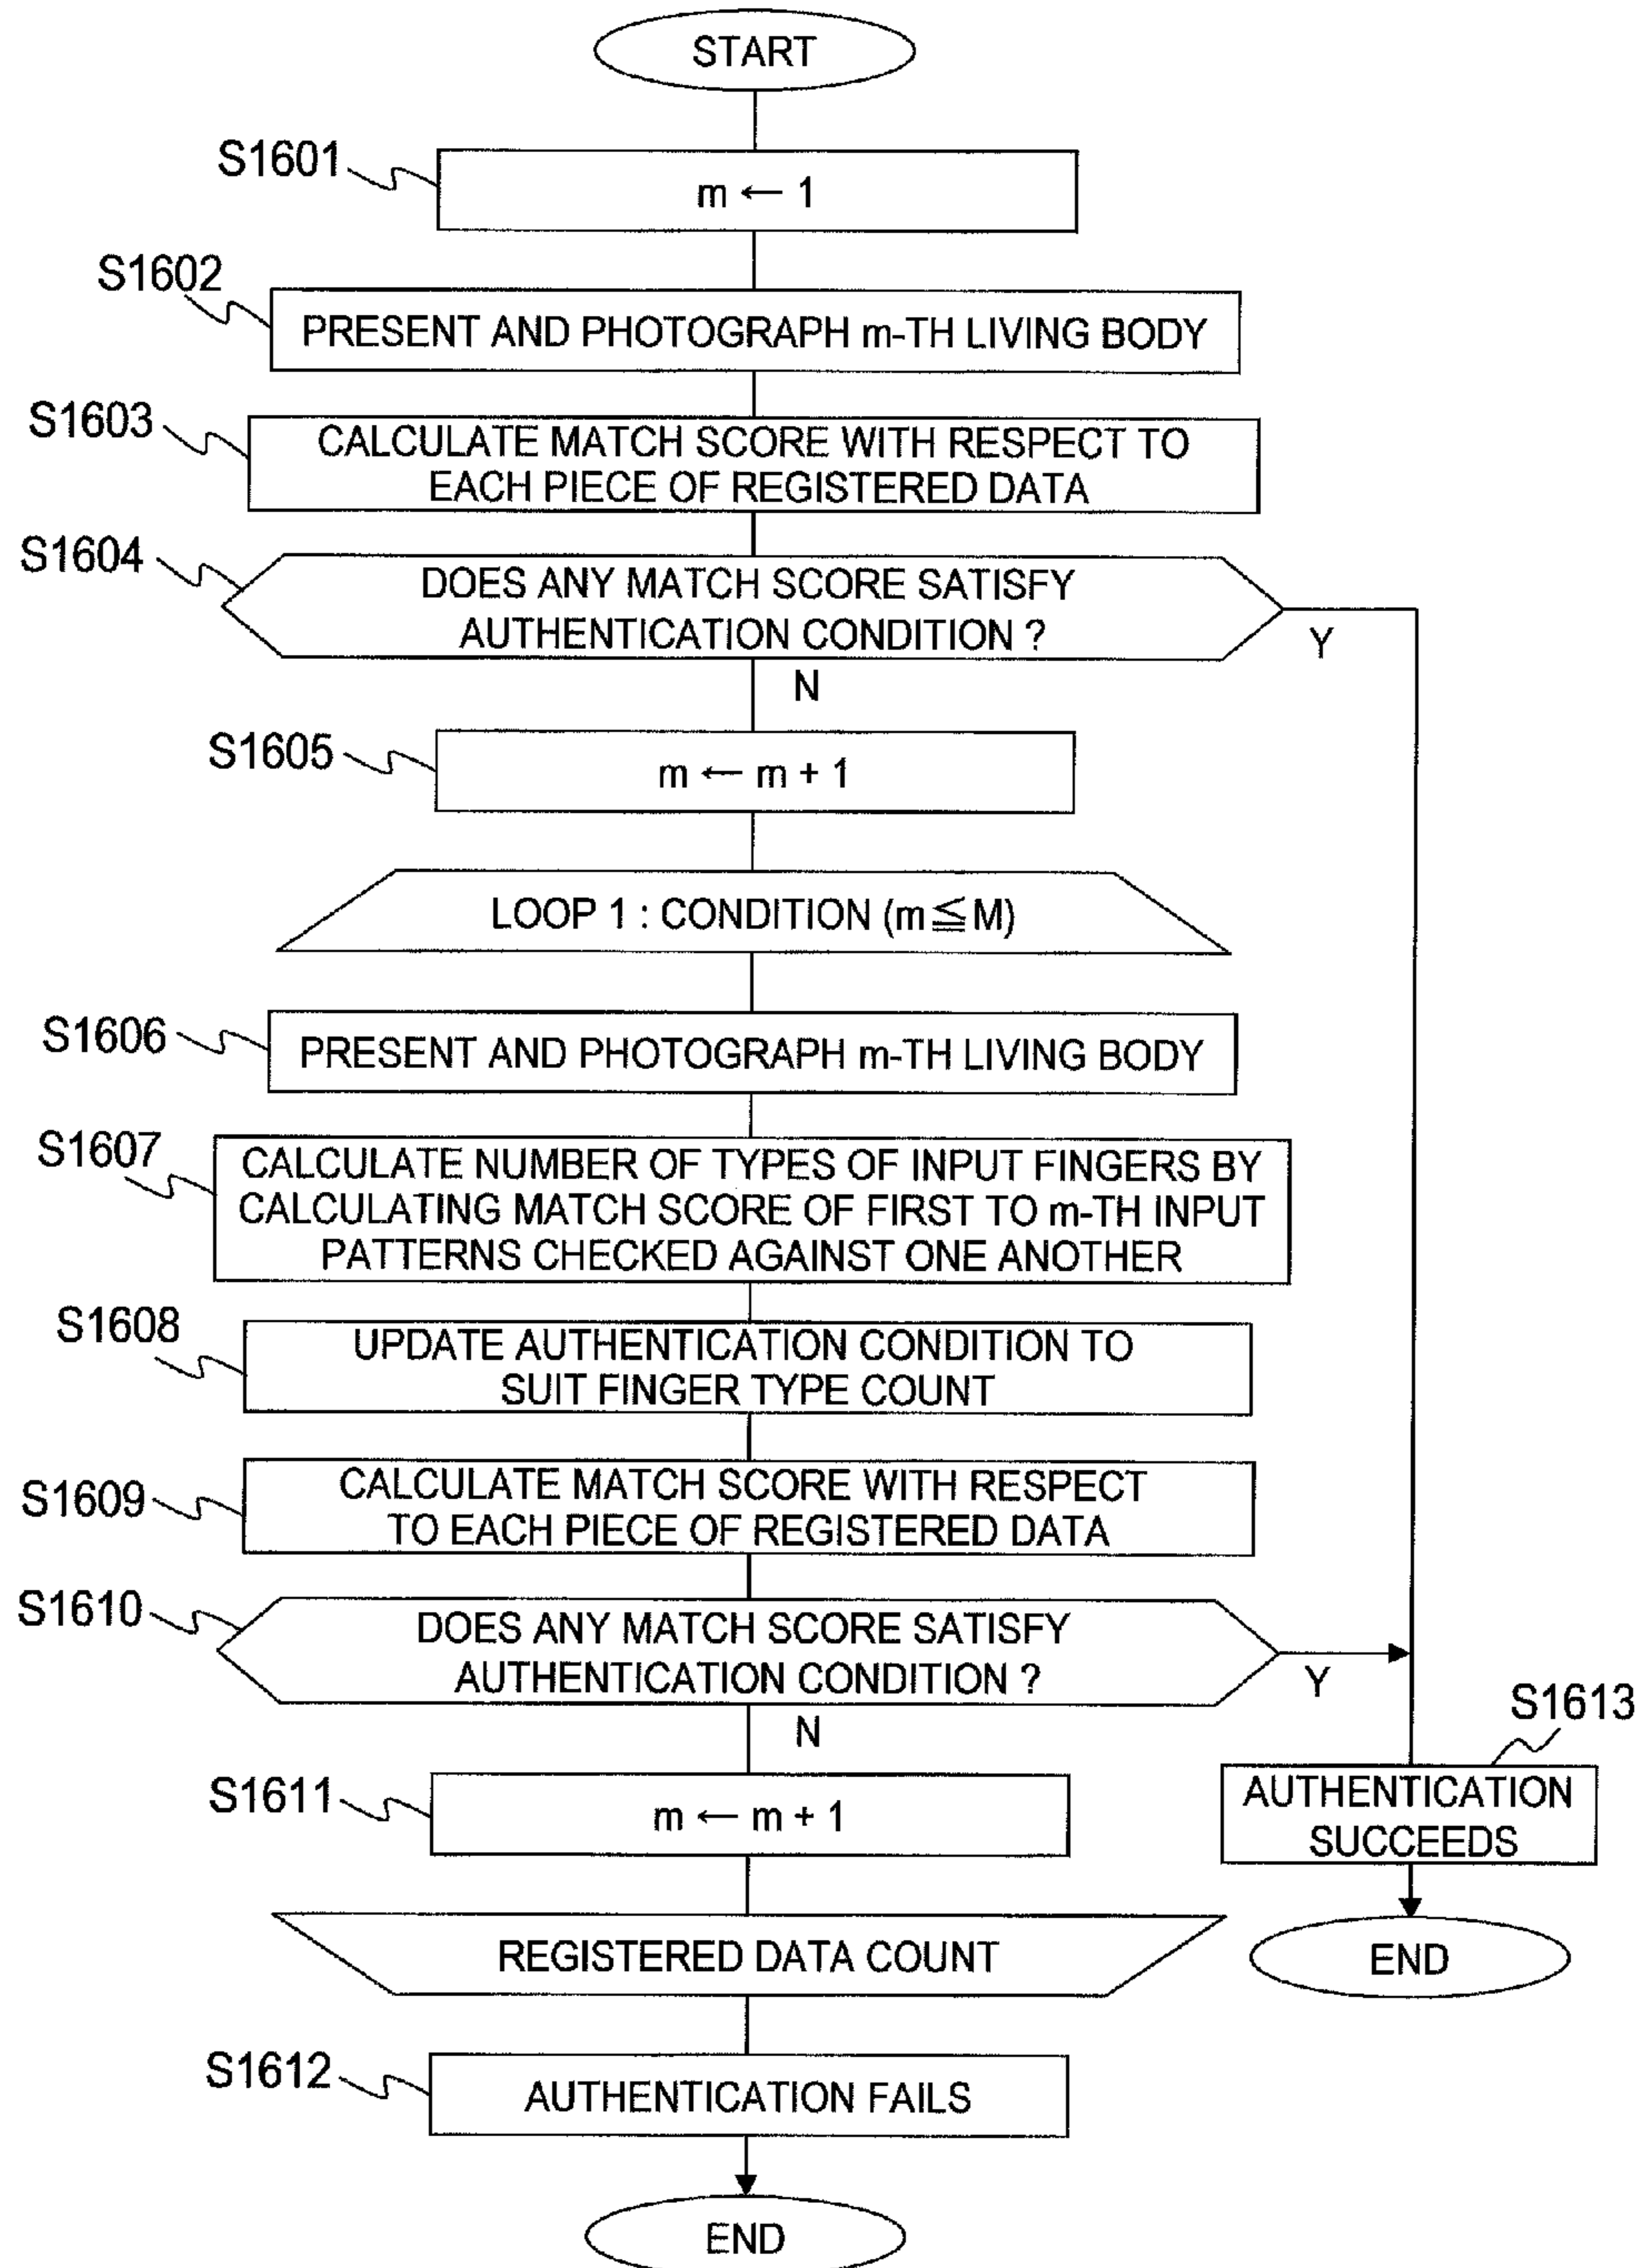 START
S1601
m ← 1
S1602
PRESENT AND PHOTOGRAPH m-TH LIVING BODY
S1603
CALCULATE MATCH SCORE WITH RESPECT TO
EACH PIECE OF REGISTERED DATA
S1604
DOES ANY MATCH SCORE SATISFY
AUTHENTICATION CONDITION ?
Y
N
S1605
m ← m + 1
LOOP 1 : CONDITION (m≦M)
S1606
PRESENT AND PHOTOGRAPH m-TH LIVING BODY
S1607
CALCULATE NUMBER OF TYPES OF INPUT FINGERS BY
CALCULATING MATCH SCORE OF FIRST TO m-TH INPUT
PATTERNS CHECKED AGAINST ONE ANOTHER
S1608
UPDATE AUTHENTICATION CONDITION TO
SUIT FINGER TYPE COUNT
S1609
CALCULATE MATCH SCORE WITH RESPECT
TO EACH PIECE OF REGISTERED DATA
S1610
DOES ANY MATCH SCORE SATISFY
AUTHENTICATION CONDITION ?
Y
N
S1613
AUTHENTICATION
SUCCEEDS
END
S1611
m ← m + 1
REGISTERED DATA COUNT
S1612
AUTHENTICATION FAILS
END